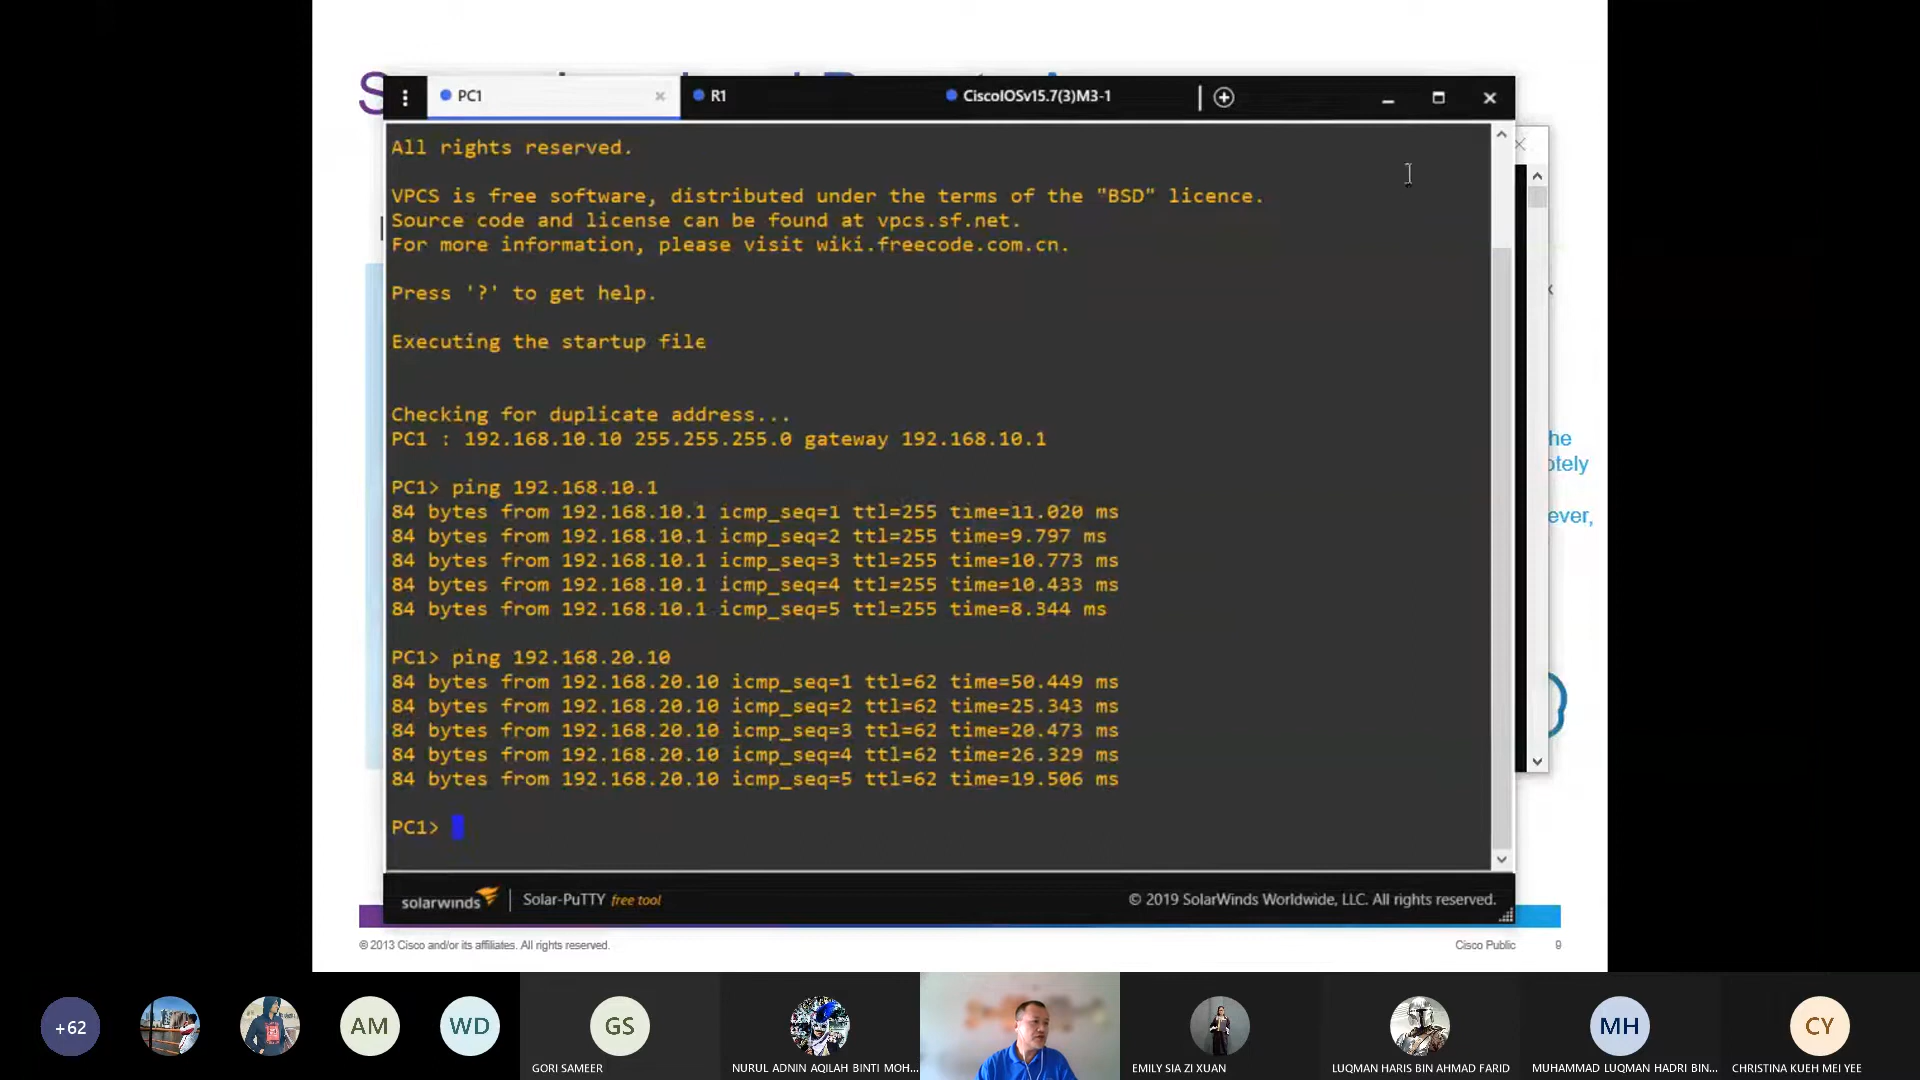 PC1
R1
CiscoIOSv15.7(3)M3-1
All rights reserved.
VPCS is free software, distributed under the terms of the "BSD" licence.
Source code and license can be found at vpcs.sf.net.
For more information, please visit wiki.freecode.com.cn.
Press '?' to get help.
Executing the startup file
Checking for duplicate address...
PC1 : 192.168.10.10 255.255.255.0 gateway 192.168.10.1
PC1> ping 192.168.10.1
84 bytes from 192.168.10.1 icmp_seq=1 ttl=255 time=11.020 ms
84 bytes from 192.168.10.1 icmp_seq=2 ttl=255 time=9.797 ms
84 bytes from 192.168.10.1 icmp_seq=3 ttl=255 time=10.773 ms
84 bytes from 192.168.10.1 icmp_seq=4 ttl=255 time=10.433 ms
84 bytes from 192.168.10.1 icmp_seq=5 ttl=255 time=8.344 ms
PC1> ping 192.168.20.10
84 bytes from 192.168.20.10 icmp_seq=1 ttl=62 time=50.449 ms
84 bytes from 192.168.20.10 icmp_seq=2 ttl=62 time=25.343 ms
84 bytes from 192.168.20.10 icmp_seq=3 ttl=62 time=20.473 ms
84 bytes from 192.168.20.10 icmp_seq=4 ttl=62 time=26.329 ms
84 bytes from 192.168.20.10 icmp_seq=5 ttl=62 time=19.506 ms
PC1>
he
otely
ever,
solarwinds | Solar-PuTTY free tool
© 2019 SolarWinds Worldwide, LLC. All rights reserved.
© 2013 Cisco and/or its affiliates. All rights reserved.
Cisco Public 9
+62
AM
WD
GS
MH
CY
GORI SAMEER
NURUL ADNIN AQILAH BINTI MOH...
EMILY SIA ZI XUAN
LUQMAN HARIS BIN AHMAD FARID
MUHAMMAD LUQMAN HADRI BIN...
CHRISTINA KUEH MEI YEE